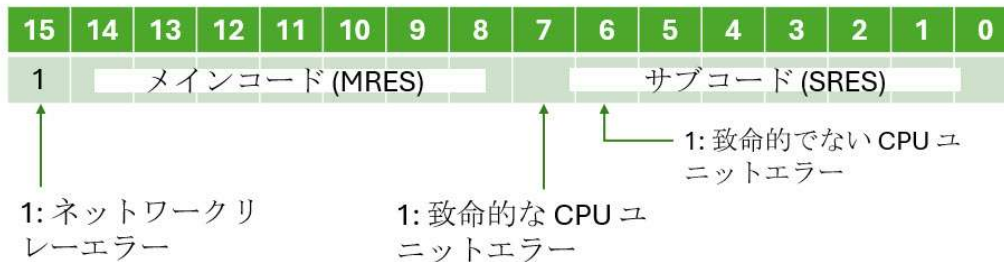 15 14 13 12 11 10 9 8 7 6 5 4 3 2 1 0
1 メインコード (MRES) サブコード (SRES)
1: 致命的でない CPU ユ
ニットエラー
1: ネットワークリ
レーエラー
1: 致命的な CPU ユ
ニットエラー